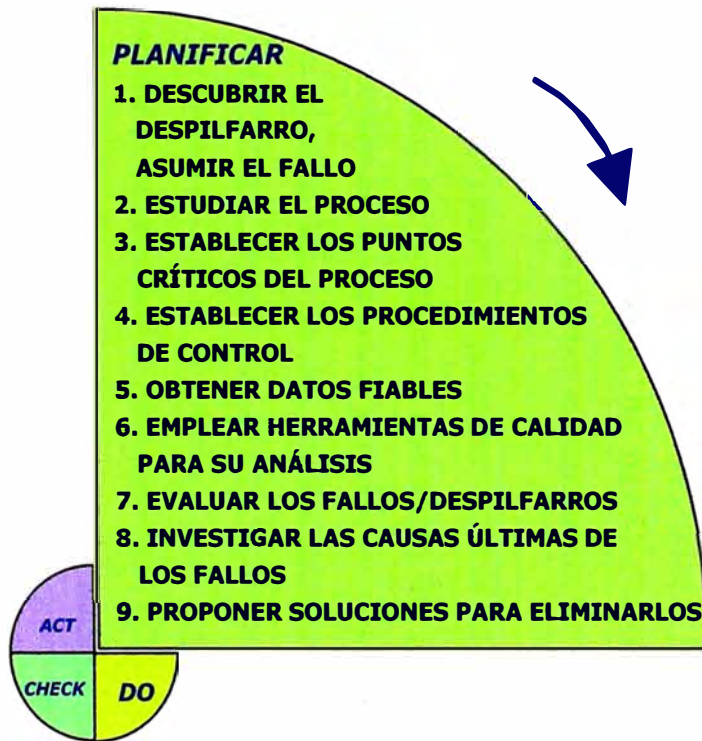 PLANIFICAR
1. DESCUBRIR EL
DESPILFARRO,
ASUMIR EL FALLO
2. ESTUDIAR EL PROCESO
3. ESTABLECER LOS PUNTOS
CRÍTICOS DEL PROCESO
4. ESTABLECER LOS PROCEDIMIENTOS
DE CONTROL
5. OBTENER DATOS FIABLES
6. EMPLEAR HERRAMIENTAS DE CALIDAD
PARA SU ANÁLISIS
7. EVALUAR LOS FALLOS/DESPILFARROS
8. INVESTIGAR LAS CAUSAS ÚLTIMAS DE
LOS FALLOS
9. PROPONER SOLUCIONES PARA ELIMINARLOS
ACT
CHECK
DO